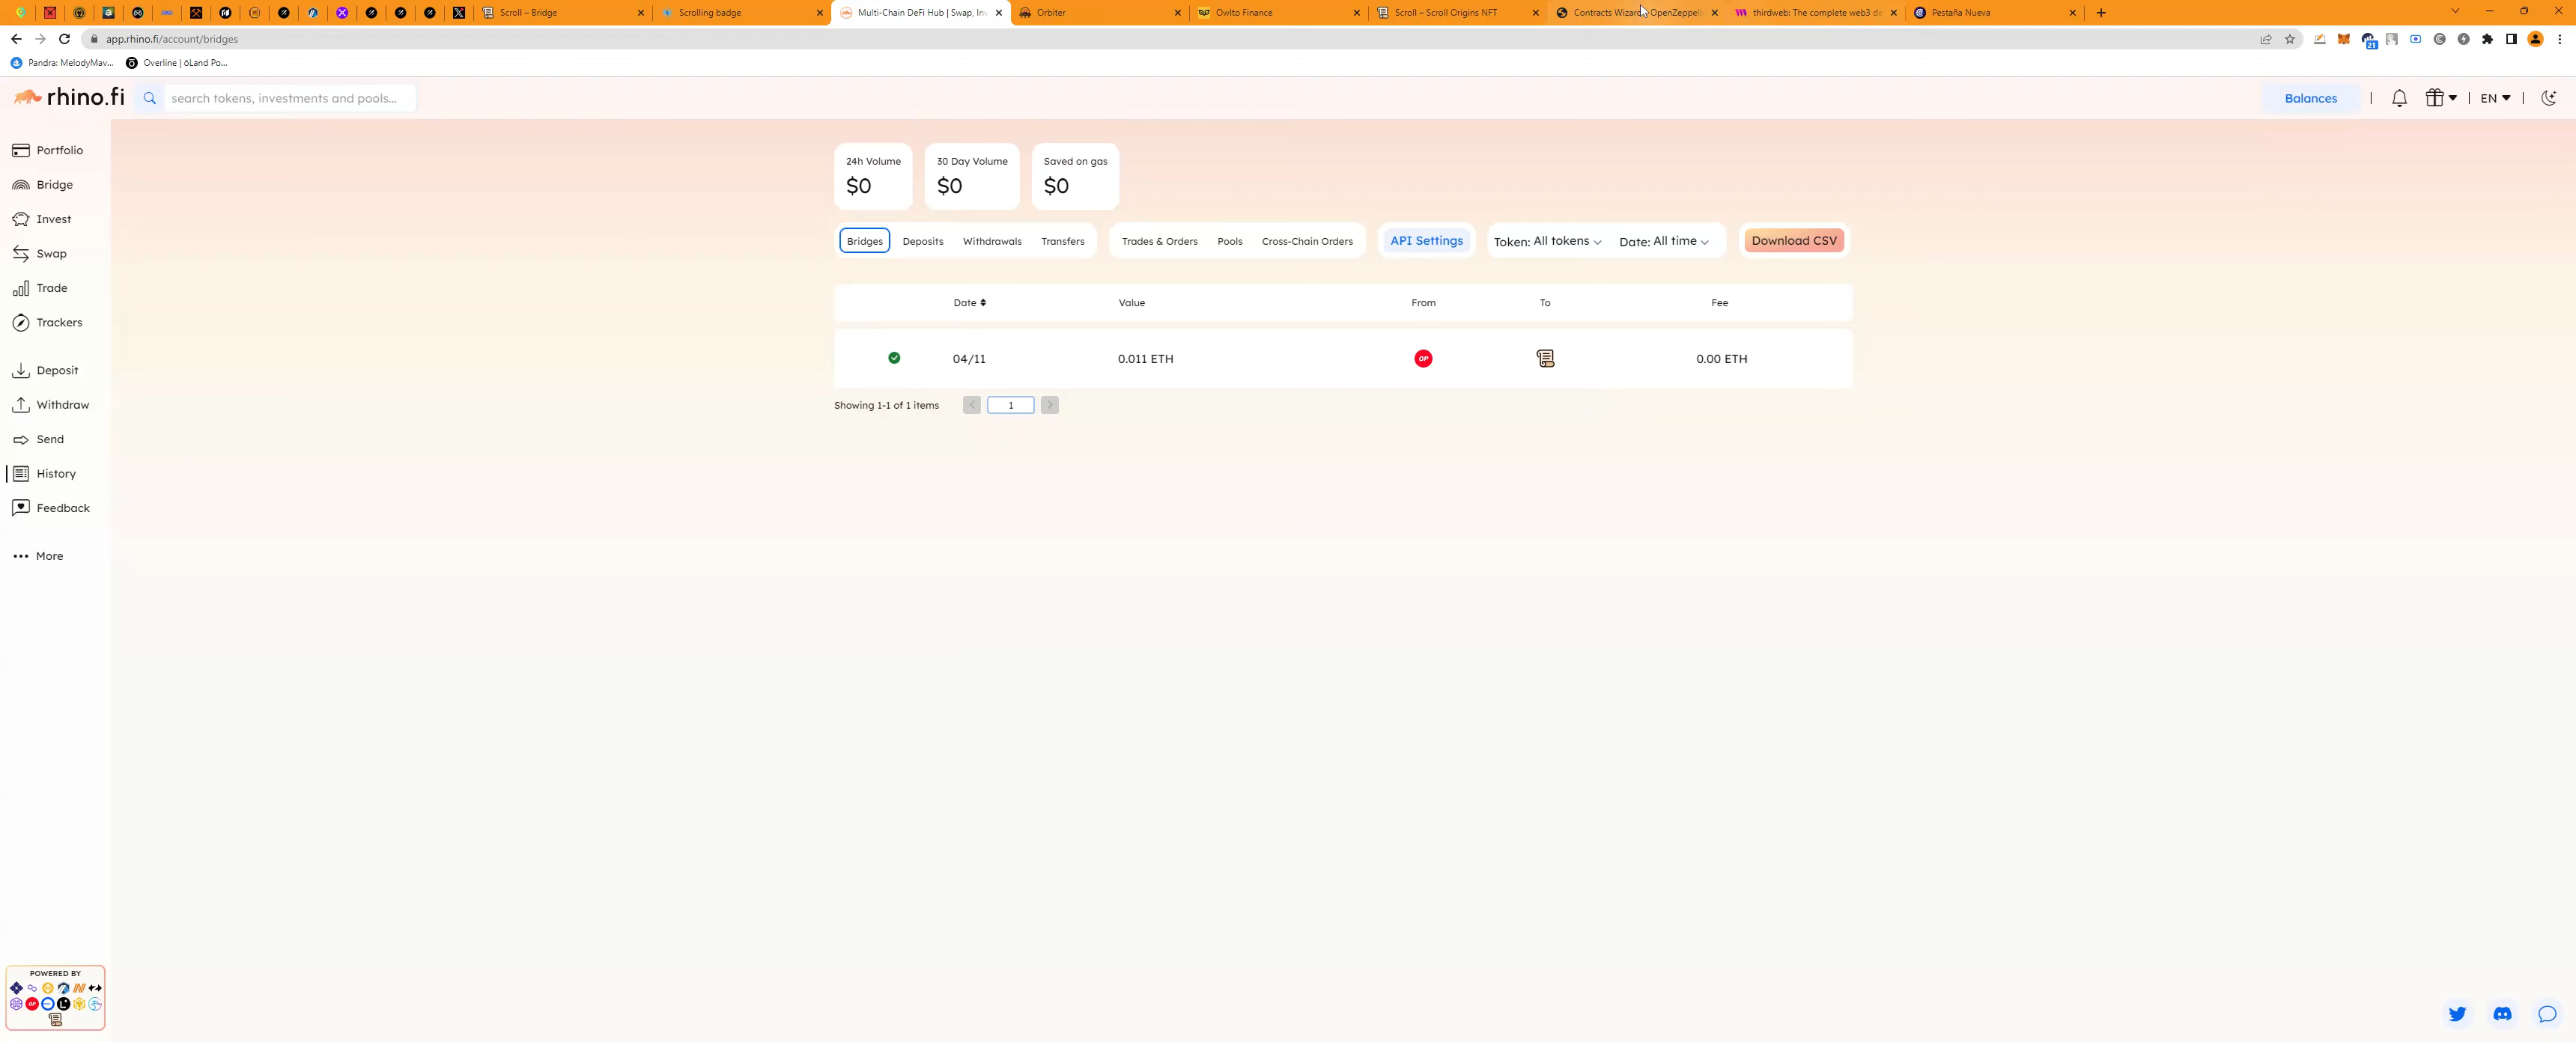 Scroll – Bridge
Scrolling badge
Multi-Chain DeFi Hub | Swap, In
Orbiter
Owlto Finance
Scroll – Scroll Origins NFT
Contracts Wizard OpenZeppeli
thirdweb: The complete web3 de
Pestaña Nueva
app.rhino.fi/account/bridges
21
Pandra: MelodyMav...
Overline | ōLand Po...
rhino.fi
search tokens, investments and pools...
Balances
EN
Portfolio
Bridge
Invest
Swap
Trade
Trackers
Deposit
Withdraw
Send
History
Feedback
More
24h Volume
$0
30 Day Volume
$0
Saved on gas
$0
Bridges Deposits Withdrawals Transfers
Trades & Orders Pools Cross-Chain Orders
API Settings
Token: All tokens Date: All time
Download CSV
Date Value From To Fee
04/11 0.011 ETH OP 0.00 ETH
Showing 1-1 of 1 items
1
POWERED BY
OP